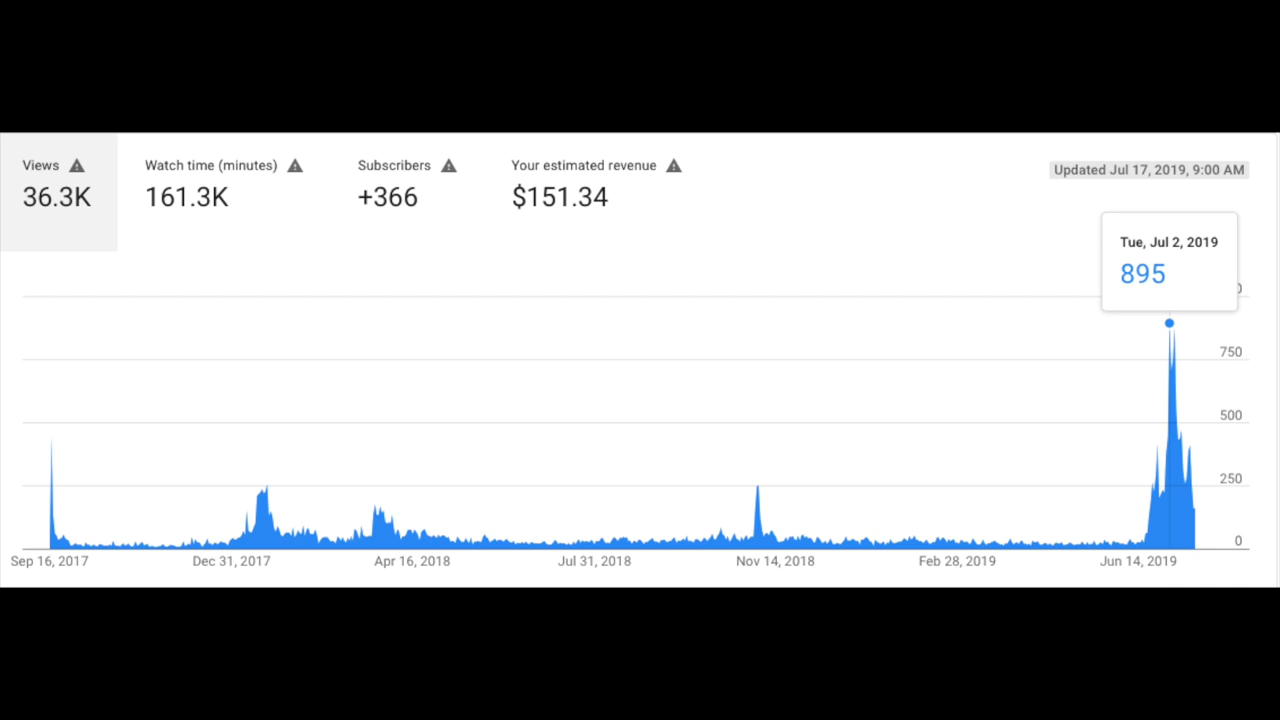 Views
Watch time (minutes)
Subscribers
Your estimated revenue
Updated Jul 17, 2019, 9:00 AM
36.3K
161.3K
+366
$151.34
Tue, Jul 2, 2019
895
0
750
500
250
0
Sep 16, 2017
Dec 31, 2017
Apr 16, 2018
Jul 31, 2018
Nov 14, 2018
Feb 28, 2019
Jun 14, 2019